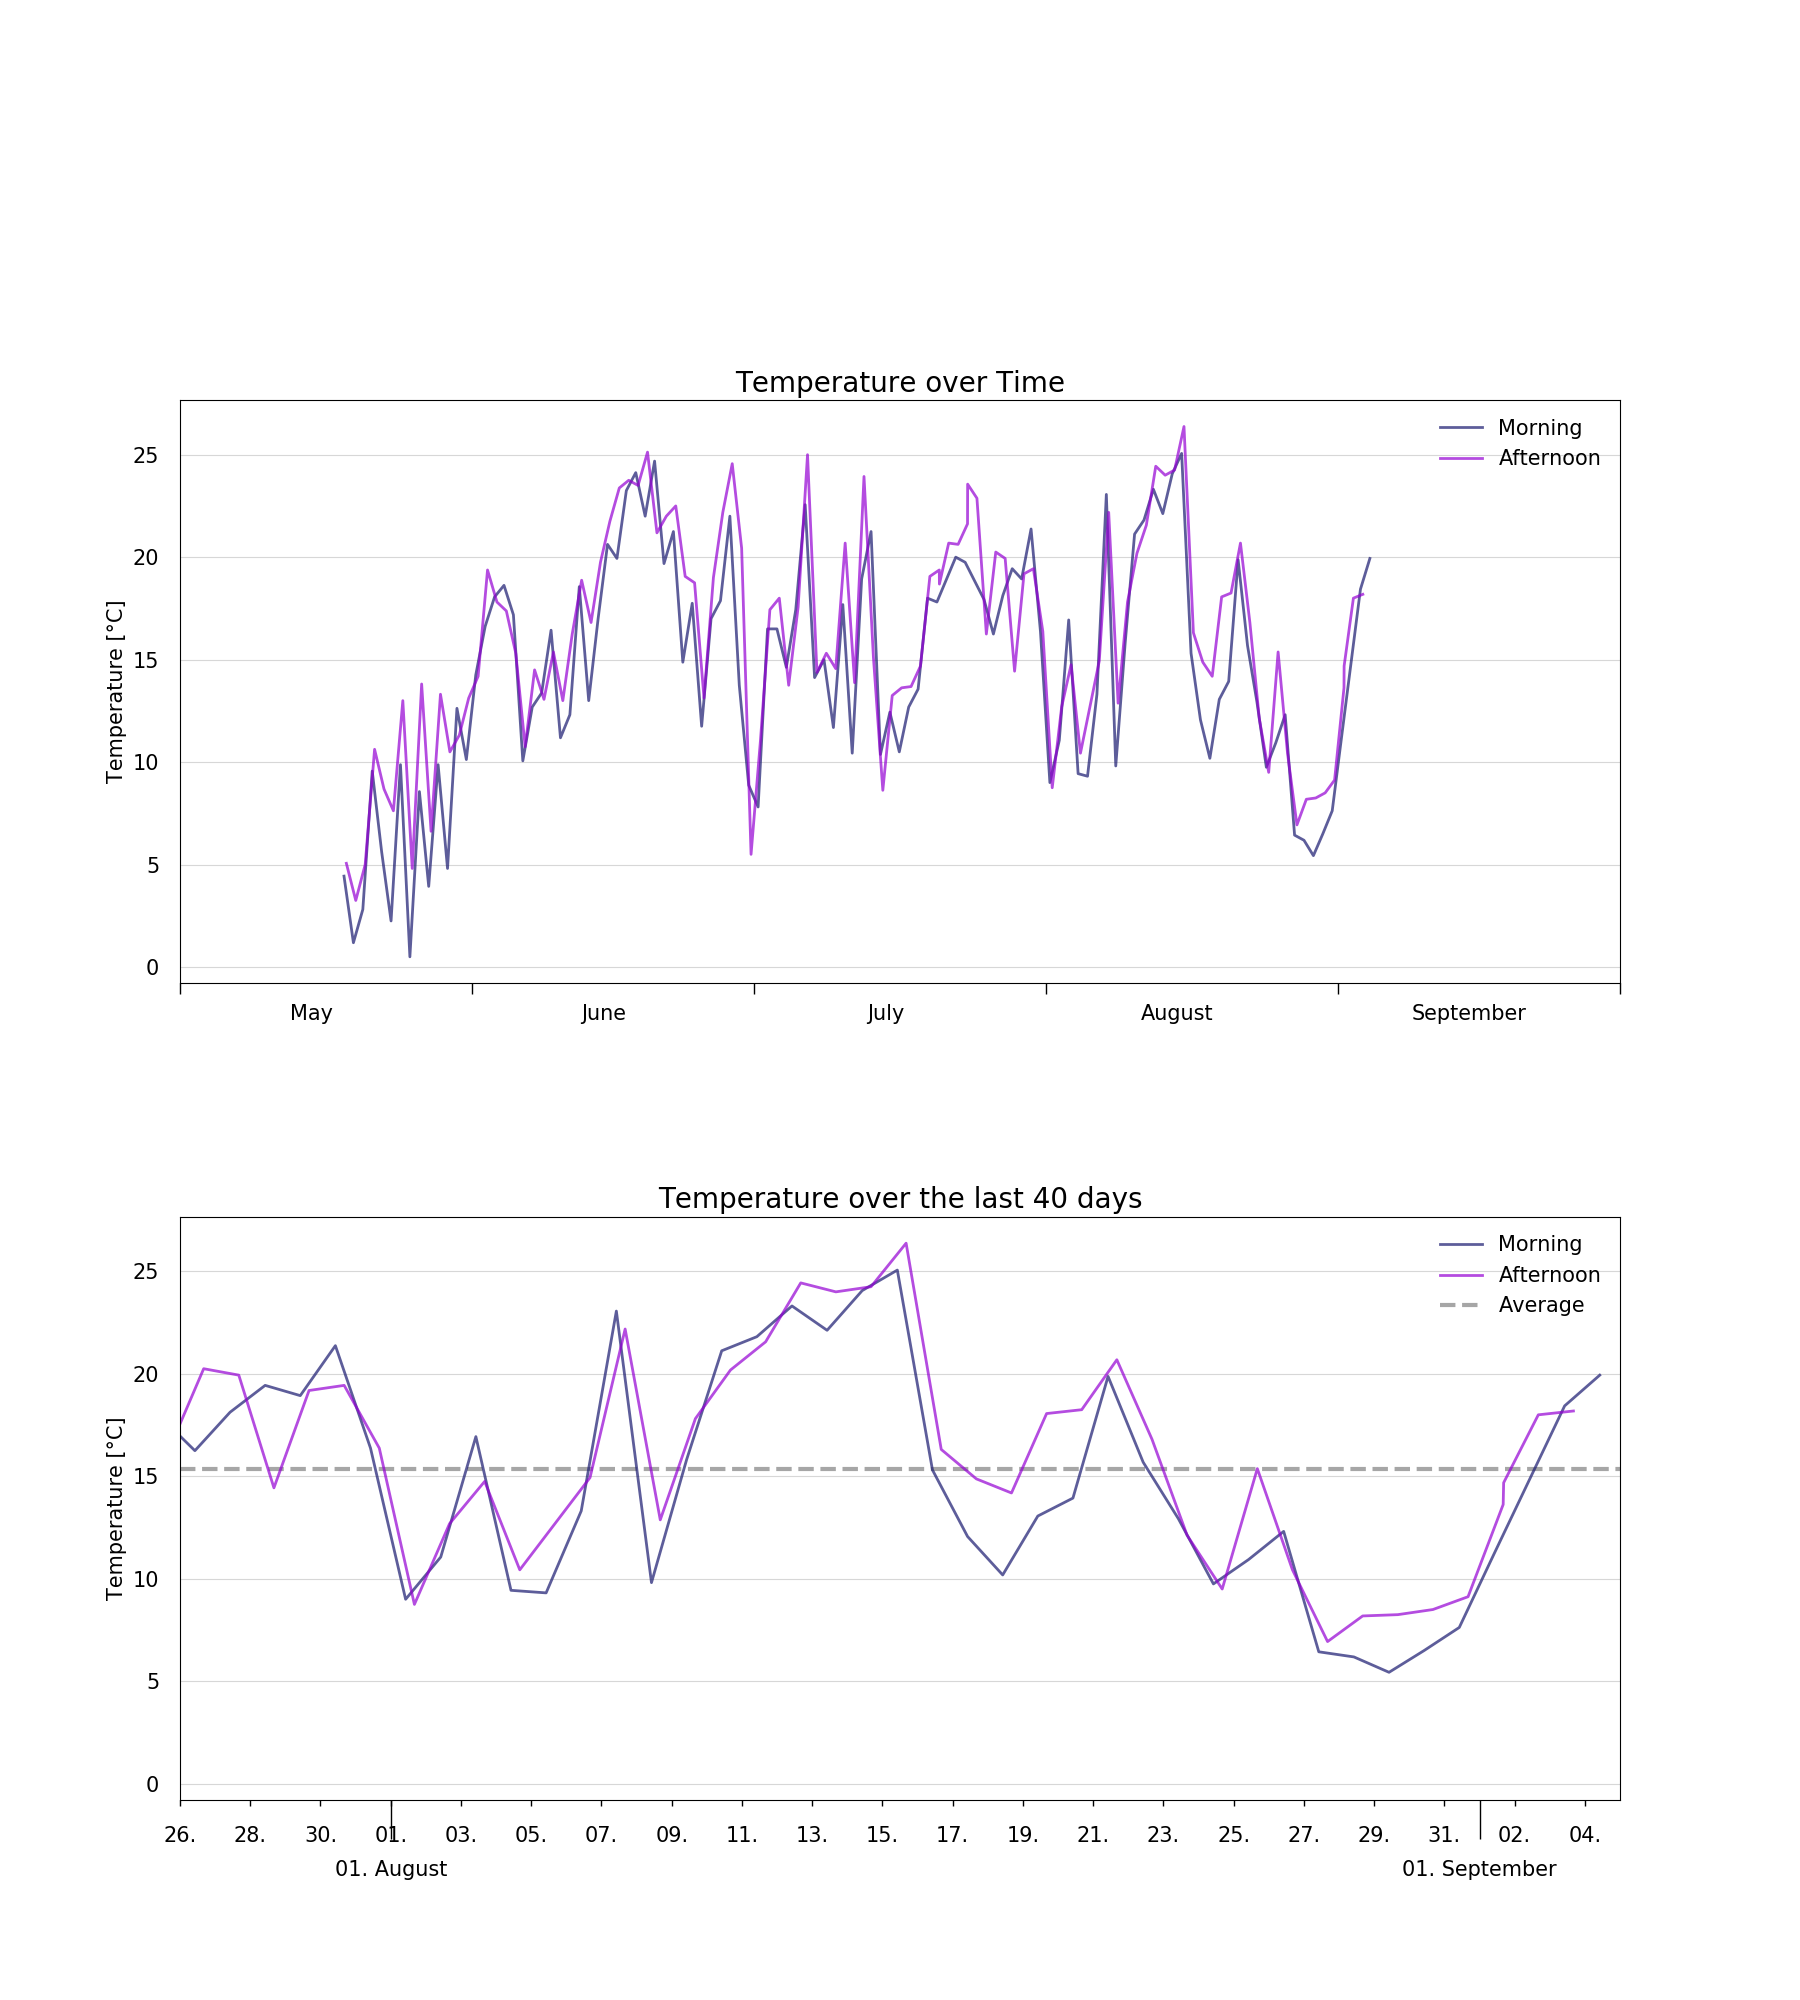 Temperature over Time
Morning
Afternoon
25
20
15
10
5
0
Temperature [°C]
May June July August September
Temperature over the last 40 days
Morning
Afternoon
Average
25
20
15
10
5
0
Temperature [°C]
26. 28. 30. 01. 03. 05. 07. 09. 11. 13. 15. 17. 19. 21. 23. 25. 27. 29. 31. 02. 04.
01. August 01. September